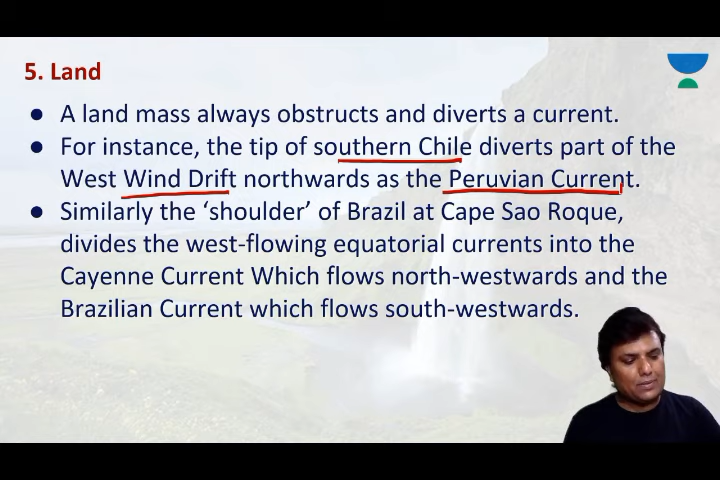 5. Land
● A land mass always obstructs and diverts a current.
● For instance, the tip of southern Chile diverts part of the
West Wind Drift northwards as the Peruvian Current.
● Similarly the ‘shoulder’ of Brazil at Cape Sao Roque,
divides the west-flowing equatorial currents into the
Cayenne Current Which flows north-westwards and the
Brazilian Current which flows south-westwards.